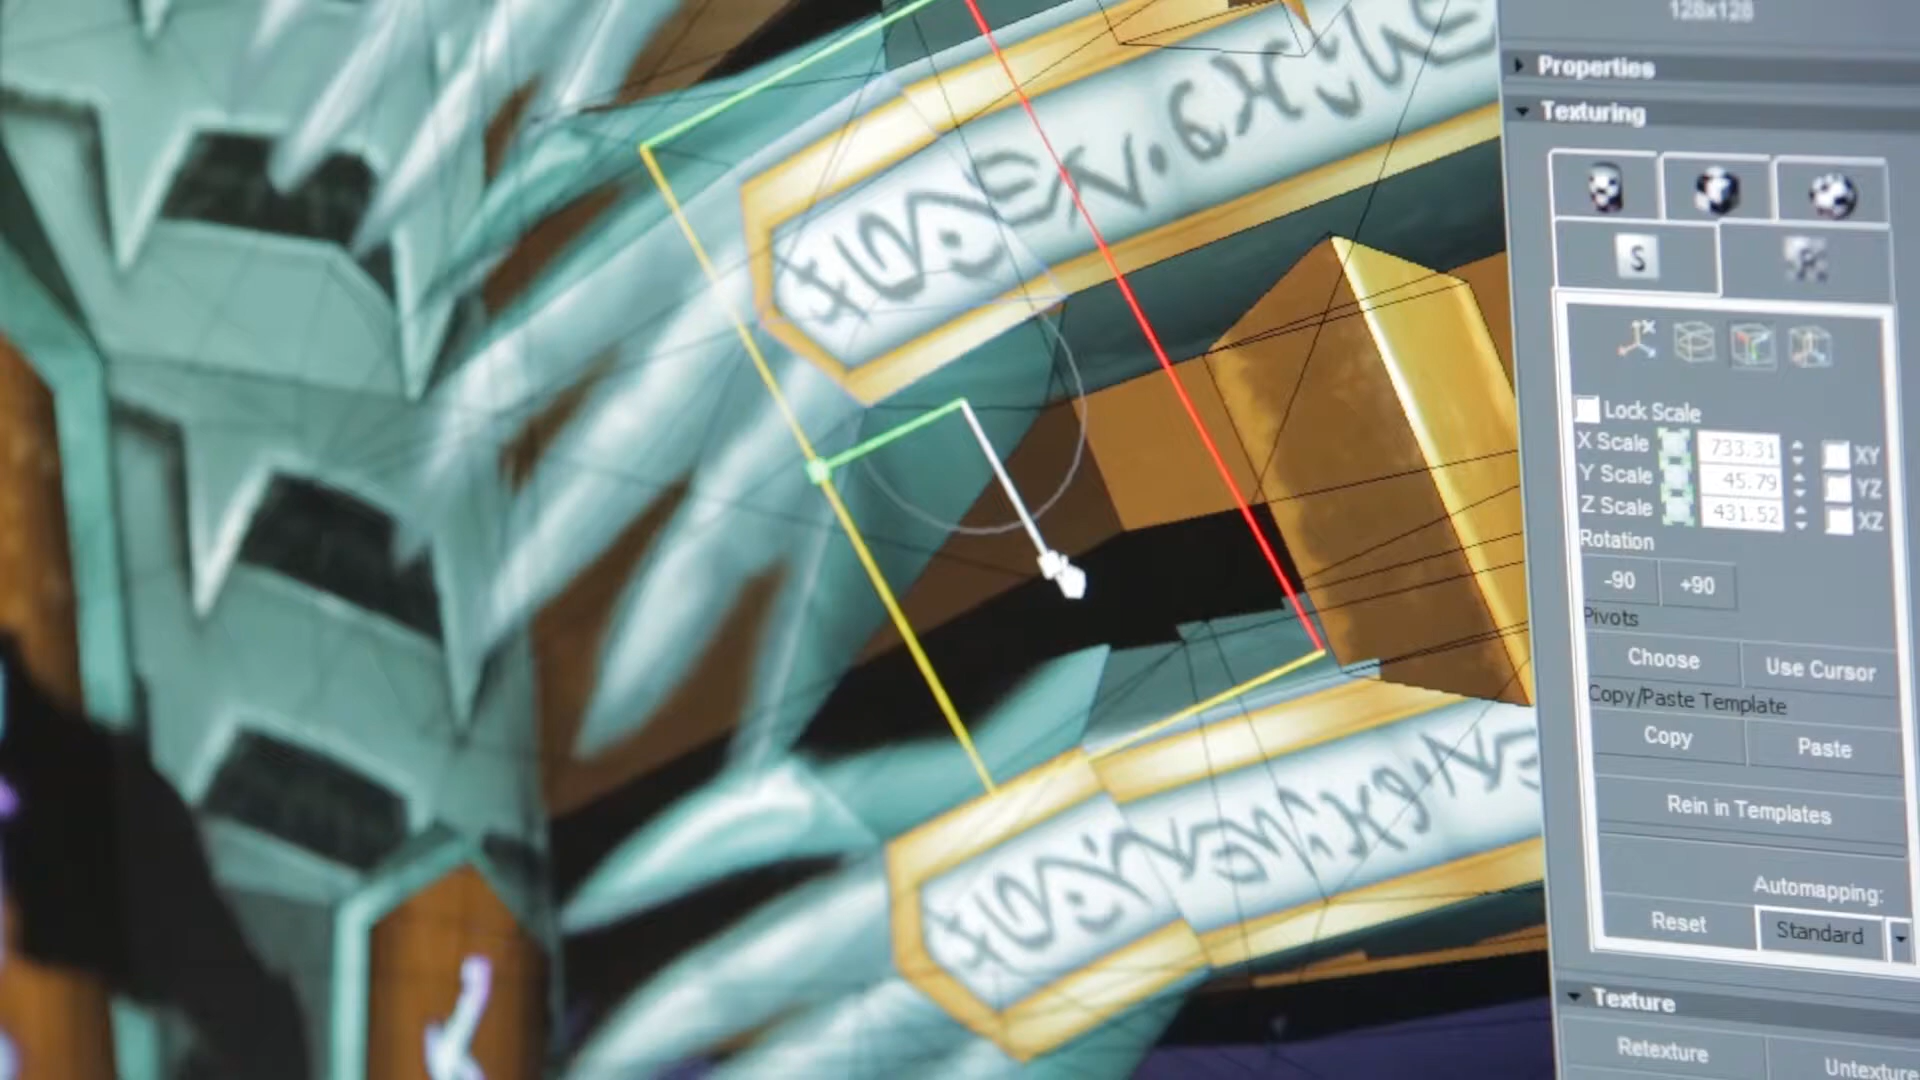 128x128
Properties
Texturing
S
P
Lock Scale
X Scale 733.31 XY
Y Scale 45.79 YZ
Z Scale 431.52 XZ
Rotation
-90 +90
Pivots
Choose Use Cursor
Copy/Paste Template
Copy Paste
Rein in Templates
Automapping:
Reset Standard
Texture
Retexture Untexture